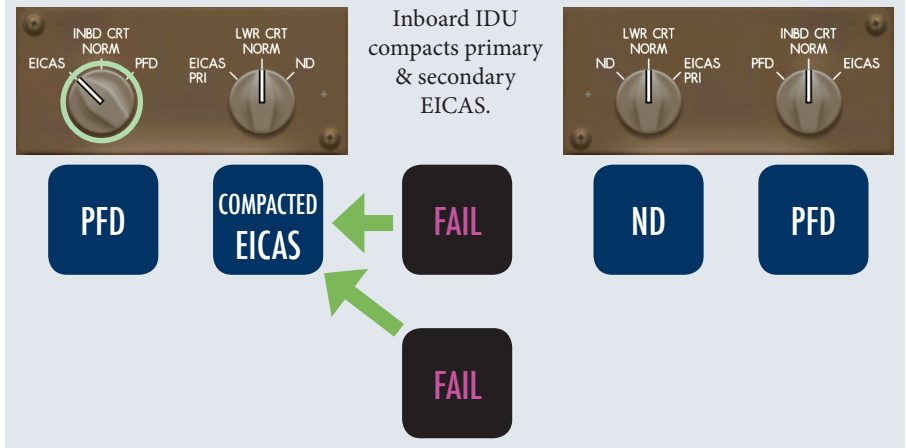 INBD CRT
NORM
EICAS
PFD
LWR CRT
NORM
EICAS
PRI
ND
Inboard IDU
compacts primary
& secondary
EICAS.
LWR CRT
NORM
ND
EICAS
PRI
INBD CRT
NORM
PFD
EICAS
PFD
COMPACTED
EICAS
FAIL
ND
PFD
FAIL